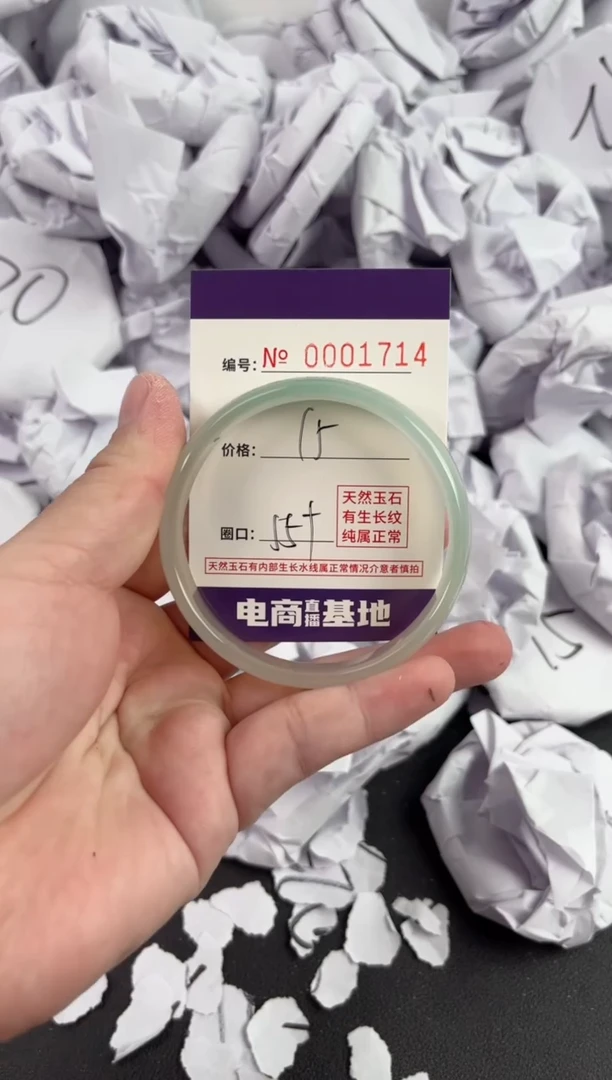 编号: № 0001714
价格: 15
圈口: 55+
天然玉石
有生长纹
纯属正常
天然玉石有内部生长水线属正常情况介意者慎拍
电商直播基地
20
15